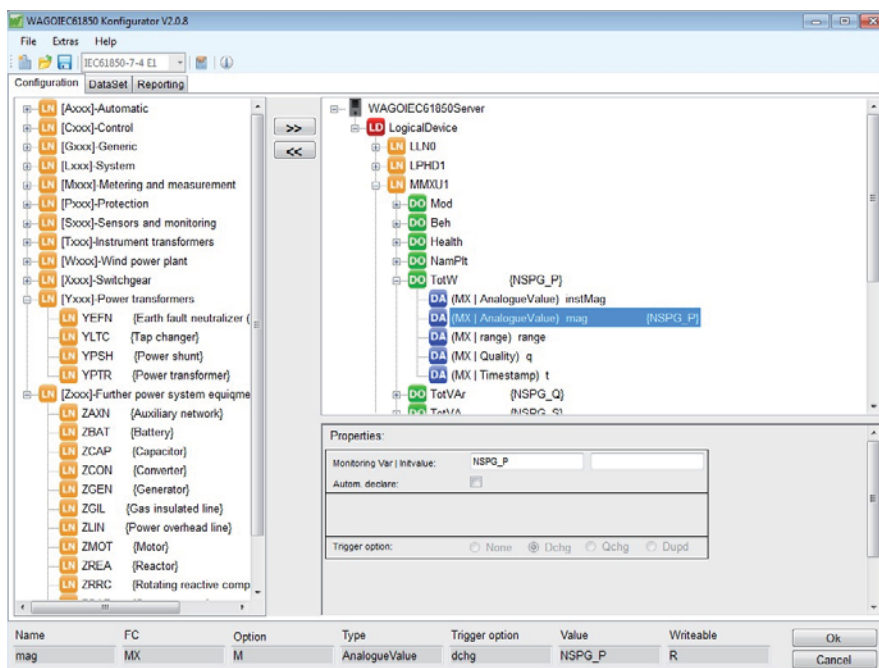 WAGOIEC61850 Konfigurator V2.0.8
File Extras Help
IEC61850-7-4 E1
Configuration DataSet Reporting
LN [Axxx]-Automatic
LN [Cxxx]-Control
LN [Gxxx]-Generic
LN [Lxxx]-System
LN [Mxxx]-Metering and measurement
LN [Pxxx]-Protection
LN [Sxxx]-Sensors and monitoring
LN [Txxx]-Instrument transformers
LN [Wxxx]-Wind power plant
LN [Xxxx]-Switchgear
LN [Yxxx]-Power transformers
LN YEFN {Earth fault neutralizer (
LN YLTC {Tap changer}
LN YPSH {Power shunt}
LN YPTR {Power transformer}
LN [Zxxx]-Further power system equiqme
LN ZAXN {Auxiliary network}
LN ZBAT {Battery}
LN ZCAP {Capacitor}
LN ZCON {Converter}
LN ZGEN {Generator}
LN ZGIL {Gas insulated line}
LN ZLIN {Power overhead line}
LN ZMOT {Motor}
LN ZREA {Reactor}
LN ZRRC {Rotating reactive comp
>>
<<
WAGOIEC61850Server
LD LogicalDevice
LN LLN0
LN LPHD1
LN MMXU1
DO Mod
DO Beh
DO Health
DO NamPlt
DO TotW {NSPG_P}
DA (MX | AnalogueValue) instMag
DA (MX | AnalogueValue) mag {NSPG_P}
DA (MX | range) range
DA (MX | Quality) q
DA (MX | Timestamp) t
DO TotVAr {NSPG_Q}
DO TotVA {NSPG_S}
Properties:
Monitoring Var | Initvalue: NSPG_P
Autom. declare:
Trigger option: None Dchg Qchg Dupd
Name FC Option Type Trigger option Value Writeable
mag MX M AnalogueValue dchg NSPG_P R
Ok
Cancel